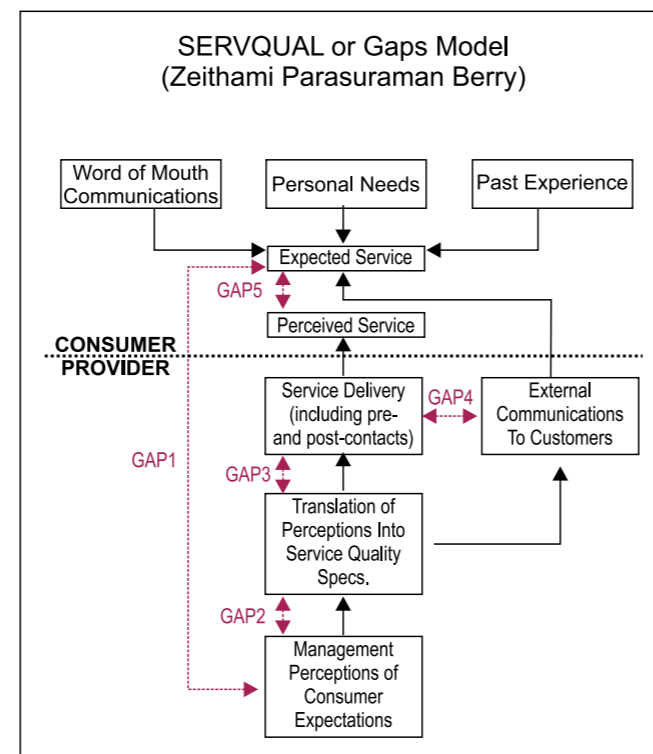 SERVQUAL or Gaps Model
(Zeithami Parasuraman Berry)
Word of Mouth
Communications
Personal Needs
Past Experience
Expected Service
GAP5
Perceived Service
CONSUMER
PROVIDER
Service Delivery
(including pre-
and post-contacts)
GAP4
External
Communications
To Customers
GAP1
GAP3
Translation of
Perceptions Into
Service Quality
Specs.
GAP2
Management
Perceptions of
Consumer
Expectations